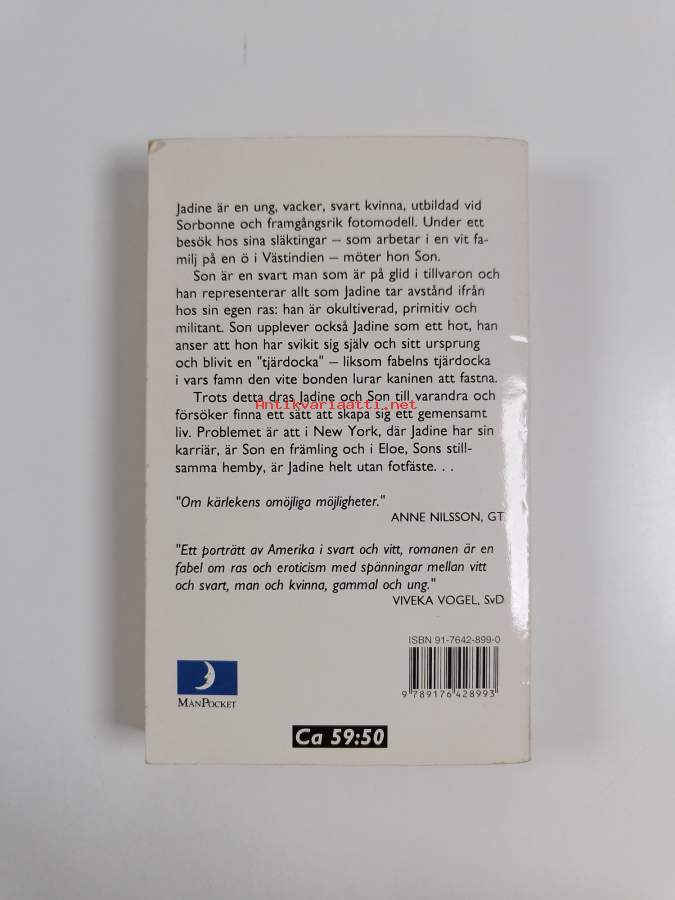 Jadine är en ung, vacker, svart kvinna, utbildad vid
Sorbonne och framgångsrik fotomodell. Under ett
besök hos sina släktingar – som arbetar i en vit fa-
milj på en ö i Västindien – möter hon Son.
Son är en svart man som är på glid i tillvaron och
han representerar allt som Jadine tar avstånd ifrån
hos sin egen ras: han är okultiverad, primitiv och
militant. Son upplever också Jadine som ett hot, han
anser att hon har svikit sig själv och sitt ursprung
och blivit en "tjärdocka" – liksom fabelns tjärdocka
i vars famn den vite bonden lurar kaninen att fastna.
Trots detta dras Jadine och Son till varandra och
Antikvariaatti.net
försöker finna ett sätt att skapa sig ett gemensamt
liv. Problemet är att i New York, där Jadine har sin
karriär, är Son en främling och i Eloe, Sons still-
samma hemby, är Jadine helt utan fotfäste. . .
"Om kärlekens omöjliga möjligheter."
ANNE NILSSON, GT
"Ett porträtt av Amerika i svart och vitt, romanen är en
fabel om ras och eroticism med spänningar mellan vitt
och svart, man och kvinna, gammal och ung."
VIVEKA VOGEL, SvD
ISBN 91-7642-899-0
9 789176 428993
MÅNPOCKET
Ca 59:50